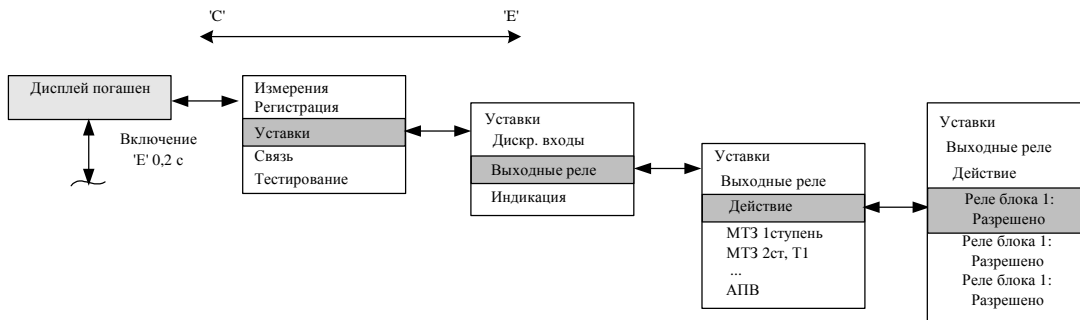 'С' 'Е'
Дисплей погашен
Включение
'Е' 0,2 с
Измерения
Регистрация
Уставки
Связь
Тестирование
Уставки
Дискр. входы
Выходные реле
Индикация
Уставки
Выходные реле
Действие
МТЗ 1ступень
МТЗ 2ст, Т1
...
АПВ
Уставки
Выходные реле
Действие
Реле блока 1:
Разрешено
Реле блока 1:
Разрешено
Реле блока 1:
Разрешено